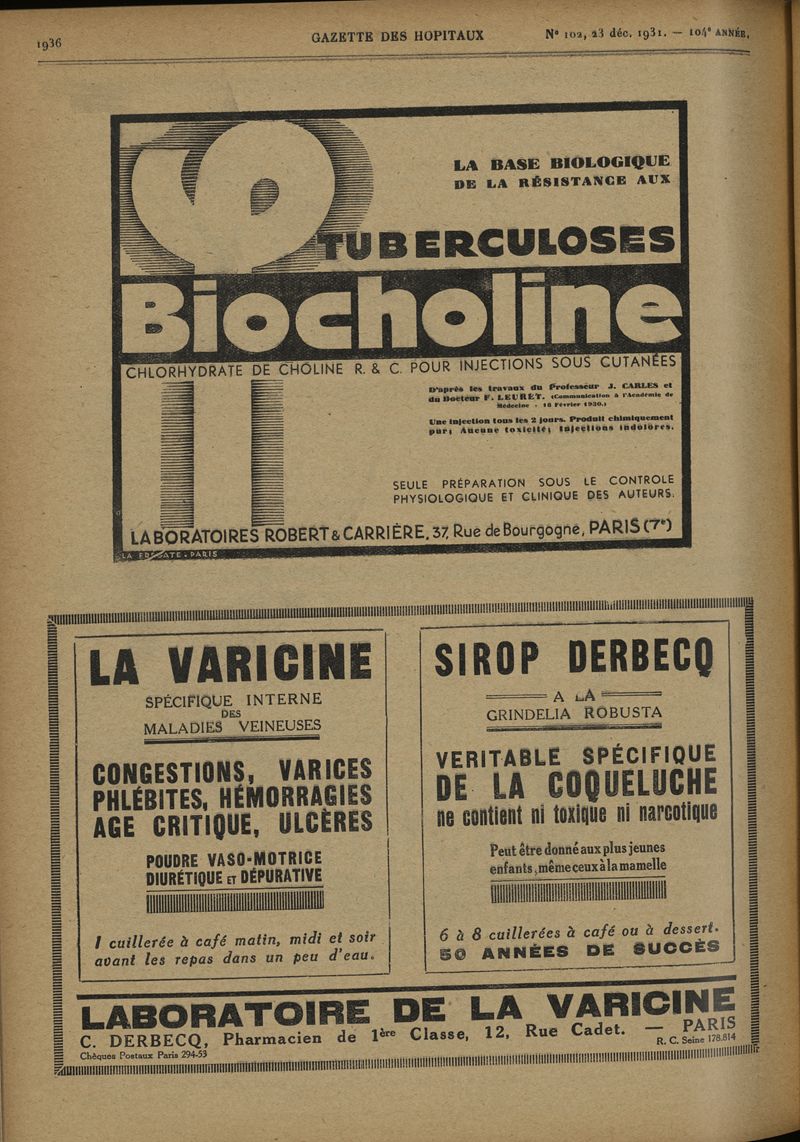 1936
GAZETTE DES HOPITAUX
N° 102, 23 déc. 1931. — 104e ANNÉE.
LA BASE BIOLOGIQUE
DE LA RÉSISTANCE AUX
TUBERCULOSES
Biocholine
CHLORHYDRATE DE CHOLINE R. & C. POUR INJECTIONS SOUS CUTANÉES
D'après les travaux du Professeur J. CARLES et
du Docteur F. LEURET. (Communication à l'Académie de
Médecine - 18 Février 1930.)
Une injection tous les 2 jours. Produit chimiquement
pur; Aucune toxicité; Injections indolores.
SEULE PRÉPARATION SOUS LE CONTROLE
PHYSIOLOGIQUE ET CLINIQUE DES AUTEURS.
LABORATOIRES ROBERT & CARRIÈRE, 37, Rue de Bourgogne, PARIS (7e)
PARIS
LA VARICINE
SPÉCIFIQUE INTERNE
DES
MALADIES VEINEUSES
CONGESTIONS, VARICES
PHLÉBITES, HÉMORRAGIES
AGE CRITIQUE, ULCÈRES
POUDRE VASO-MOTRICE
DIURÉTIQUE ET DÉPURATIVE
1 cuillerée à café matin, midi et soir
avant les repas dans un peu d'eau.
SIROP DERBECQ
A LA
GRINDELIA ROBUSTA
VERITABLE SPÉCIFIQUE
DE LA COQUELUCHE
ne contient ni toxique ni narcotique
Peut être donné aux plus jeunes
enfants, même ceux à la mamelle
6 à 8 cuillerées à café ou à dessert.
50 ANNÉES DE SUCCÈS
LABORATOIRE DE LA VARICINE
C. DERBECQ, Pharmacien de 1ère Classe, 12, Rue Cadet. — PARIS
Chèques Postaux Paris 294-53
R. C. Seine 178.814